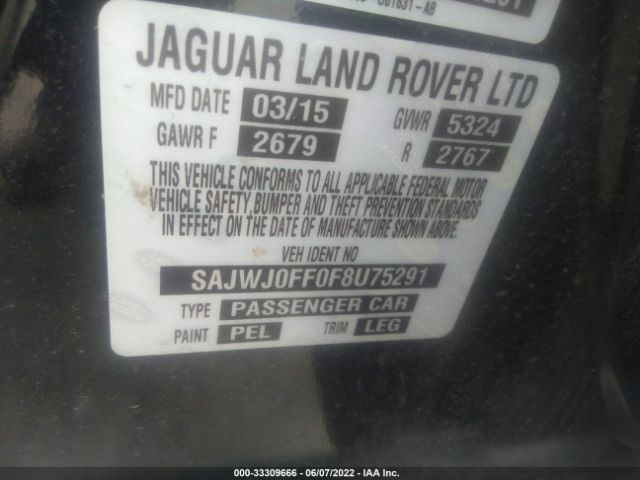 JAGUAR LAND ROVER LTD
MFD DATE 03/15 GVWR 5324
GAWR F 2679 R 2767
THIS VEHICLE CONFORMS TO ALL APPLICABLE FEDERAL MOTOR
VEHICLE SAFETY, BUMPER AND THEFT PREVENTION STANDARDS
IN EFFECT ON THE DATE OF MANUFACTURE SHOWN ABOVE.
VEH IDENT NO
SAJWJ0FF0F8U75291
TYPE PASSENGER CAR
PAINT PEL TRIM LEG
000-33309666 - 06/07/2022 - IAA Inc.